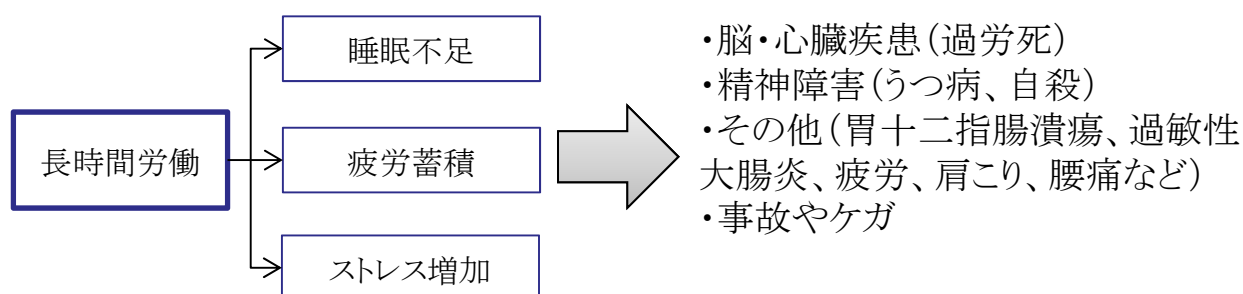 長時間労働
睡眠不足
疲労蓄積
ストレス増加
・脳・心臓疾患(過労死)
・精神障害(うつ病、自殺)
・その他(胃十二指腸潰瘍、過敏性
大腸炎、疲労、肩こり、腰痛など)
・事故やケガ